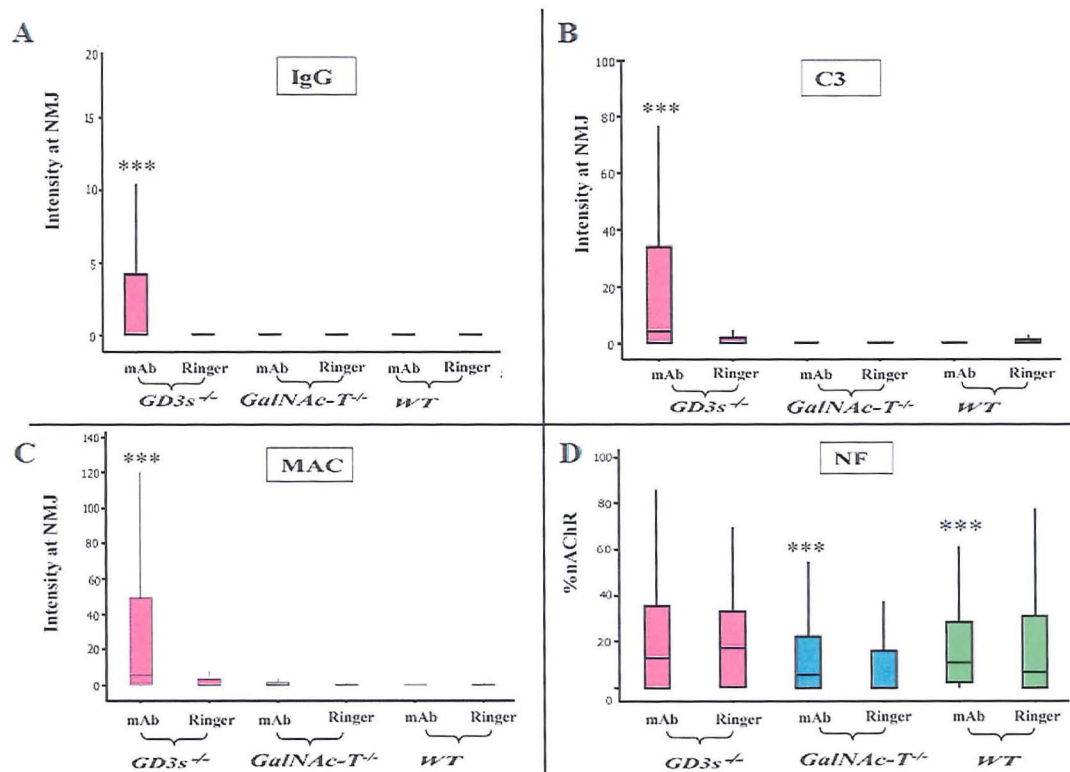 A
IgG
Intensity at NMJ
20
15
10
5
0
***
mAb Ringer mAb Ringer mAb Ringer
GD3s-/- GalNAc-T-/- WT
B
C3
Intensity at NMJ
100
80
60
40
20
0
***
mAb Ringer mAb Ringer mAb Ringer
GD3s-/- GalNAc-T-/- WT
C
MAC
Intensity at NMJ
140
120
100
80
60
40
20
0
***
mAb Ringer mAb Ringer mAb Ringer
GD3s-/- GalNAc-T-/- WT
D
NF
%nAChR
100
80
60
40
20
0
*** ***
mAb Ringer mAb Ringer mAb Ringer
GD3s-/- GalNAc-T-/- WT